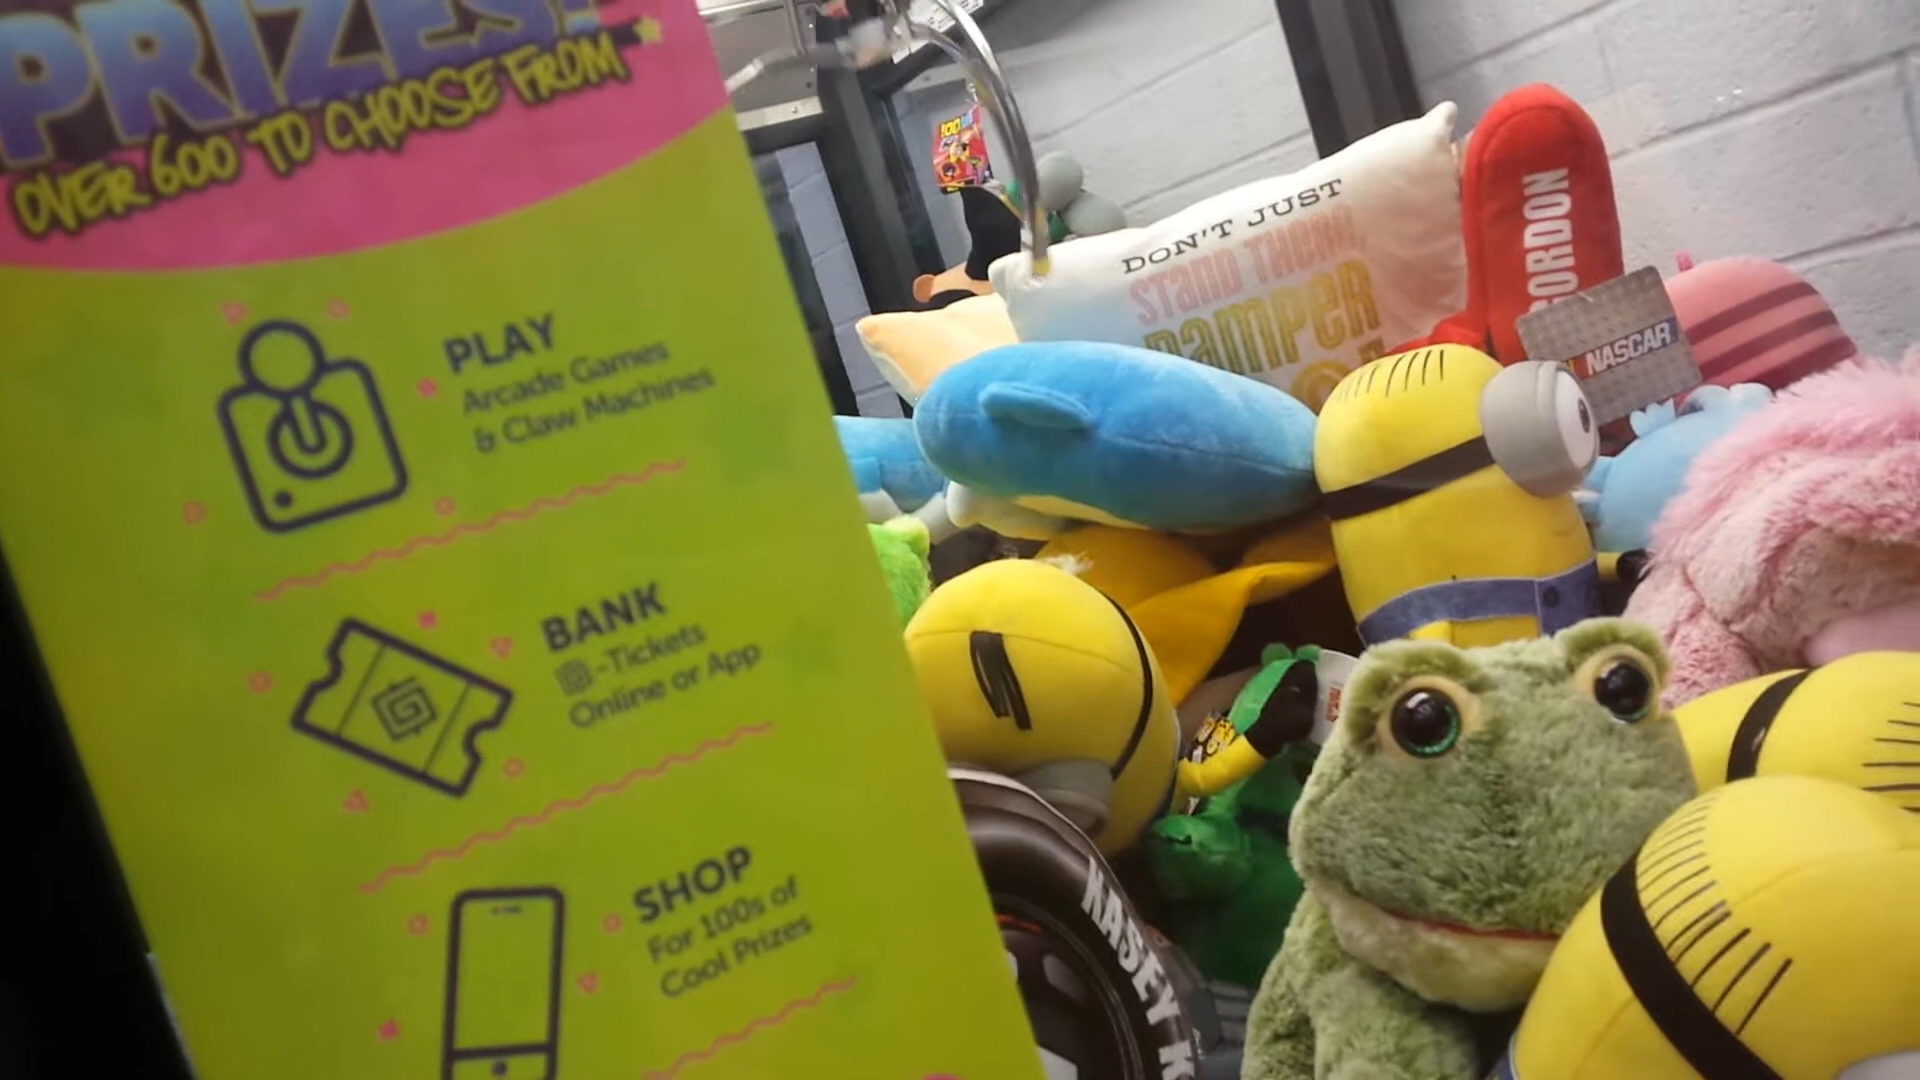 PRIZES!
OVER 600 TO CHOOSE FROM
PLAY
Arcade Games
& Claw Machines
BANK
-Tickets
Online or App
SHOP
For 100s of
Cool Prizes
DON'T JUST
STAND THERE,
Pamper
GORDON
NASCAR
KASEY K